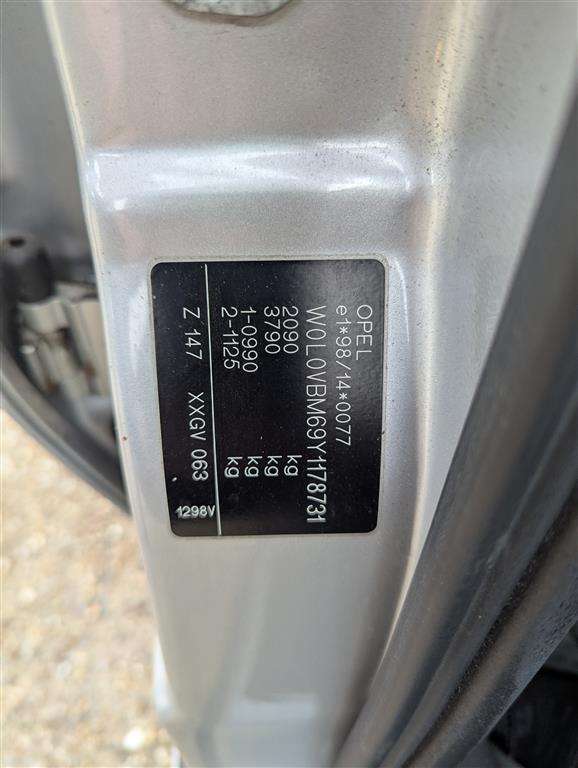 OPEL
e1*98/14*0077
W0L0VBM69Y1178731
2090 kg
3790 kg
1-0990 kg
2-1125 kg
Z 147 XXGV 063 1298V